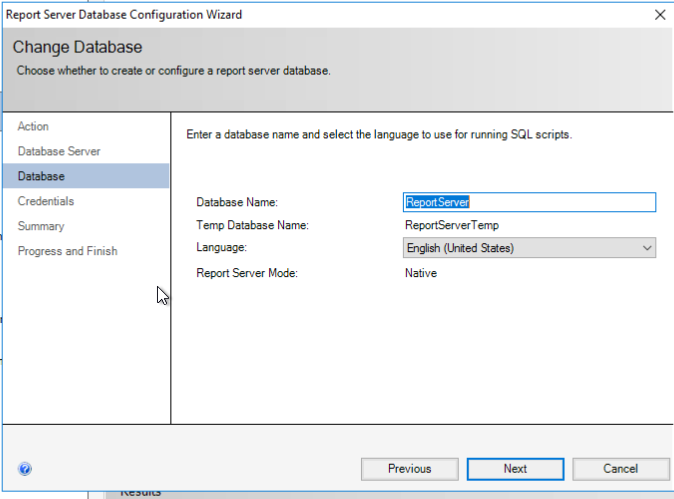 Report Server Database Configuration Wizard
Change Database
Choose whether to create or configure a report server database.
Action
Database Server
Database
Credentials
Summary
Progress and Finish
Enter a database name and select the language to use for running SQL scripts.
Database Name: ReportServer
Temp Database Name: ReportServerTemp
Language: English (United States)
Report Server Mode: Native
Previous Next Cancel
Results